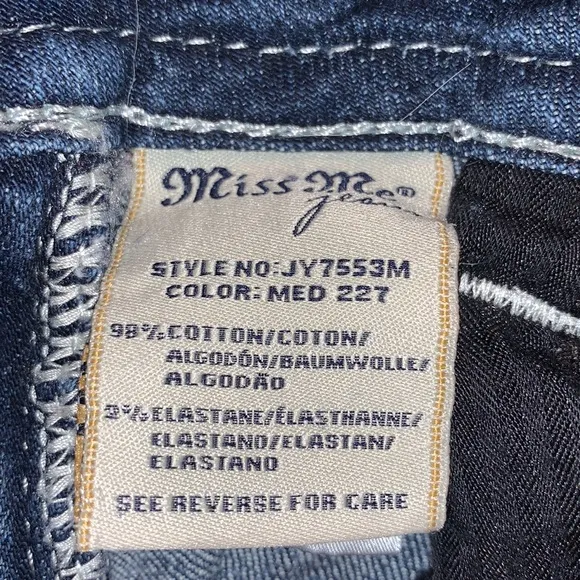 Miss Me®
jeans
STYLE NO: JY7553M
COLOR: MED 227
98% COTTON/COTON/
ALGODÓN/BAUMWOLLE/
ALGODÃO
2% ELASTANE/ÉLASTHANNE/
ELASTANO/ELASTAN/
ELASTANO
SEE REVERSE FOR CARE